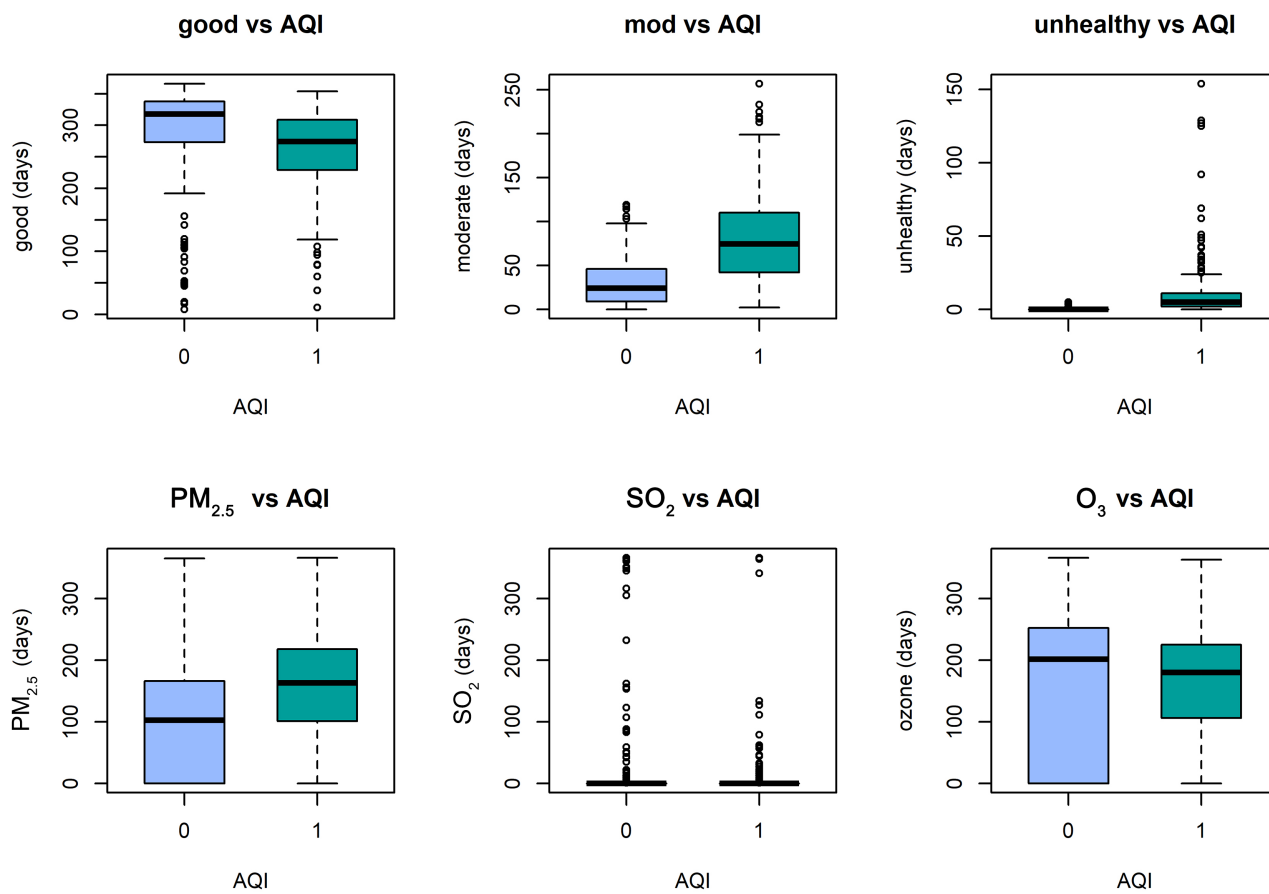 good vs AQI
good (days)
300
200
100
0
0 1
AQI
mod vs AQI
moderate (days)
250
150
50
0
0 1
AQI
unhealthy vs AQI
unhealthy (days)
150
100
50
0
0 1
AQI
PM2.5 vs AQI
PM2.5 (days)
300
200
100
0
0 1
AQI
SO2 vs AQI
SO2 (days)
300
200
100
0
0 1
AQI
O3 vs AQI
ozone (days)
300
200
100
0
0 1
AQI